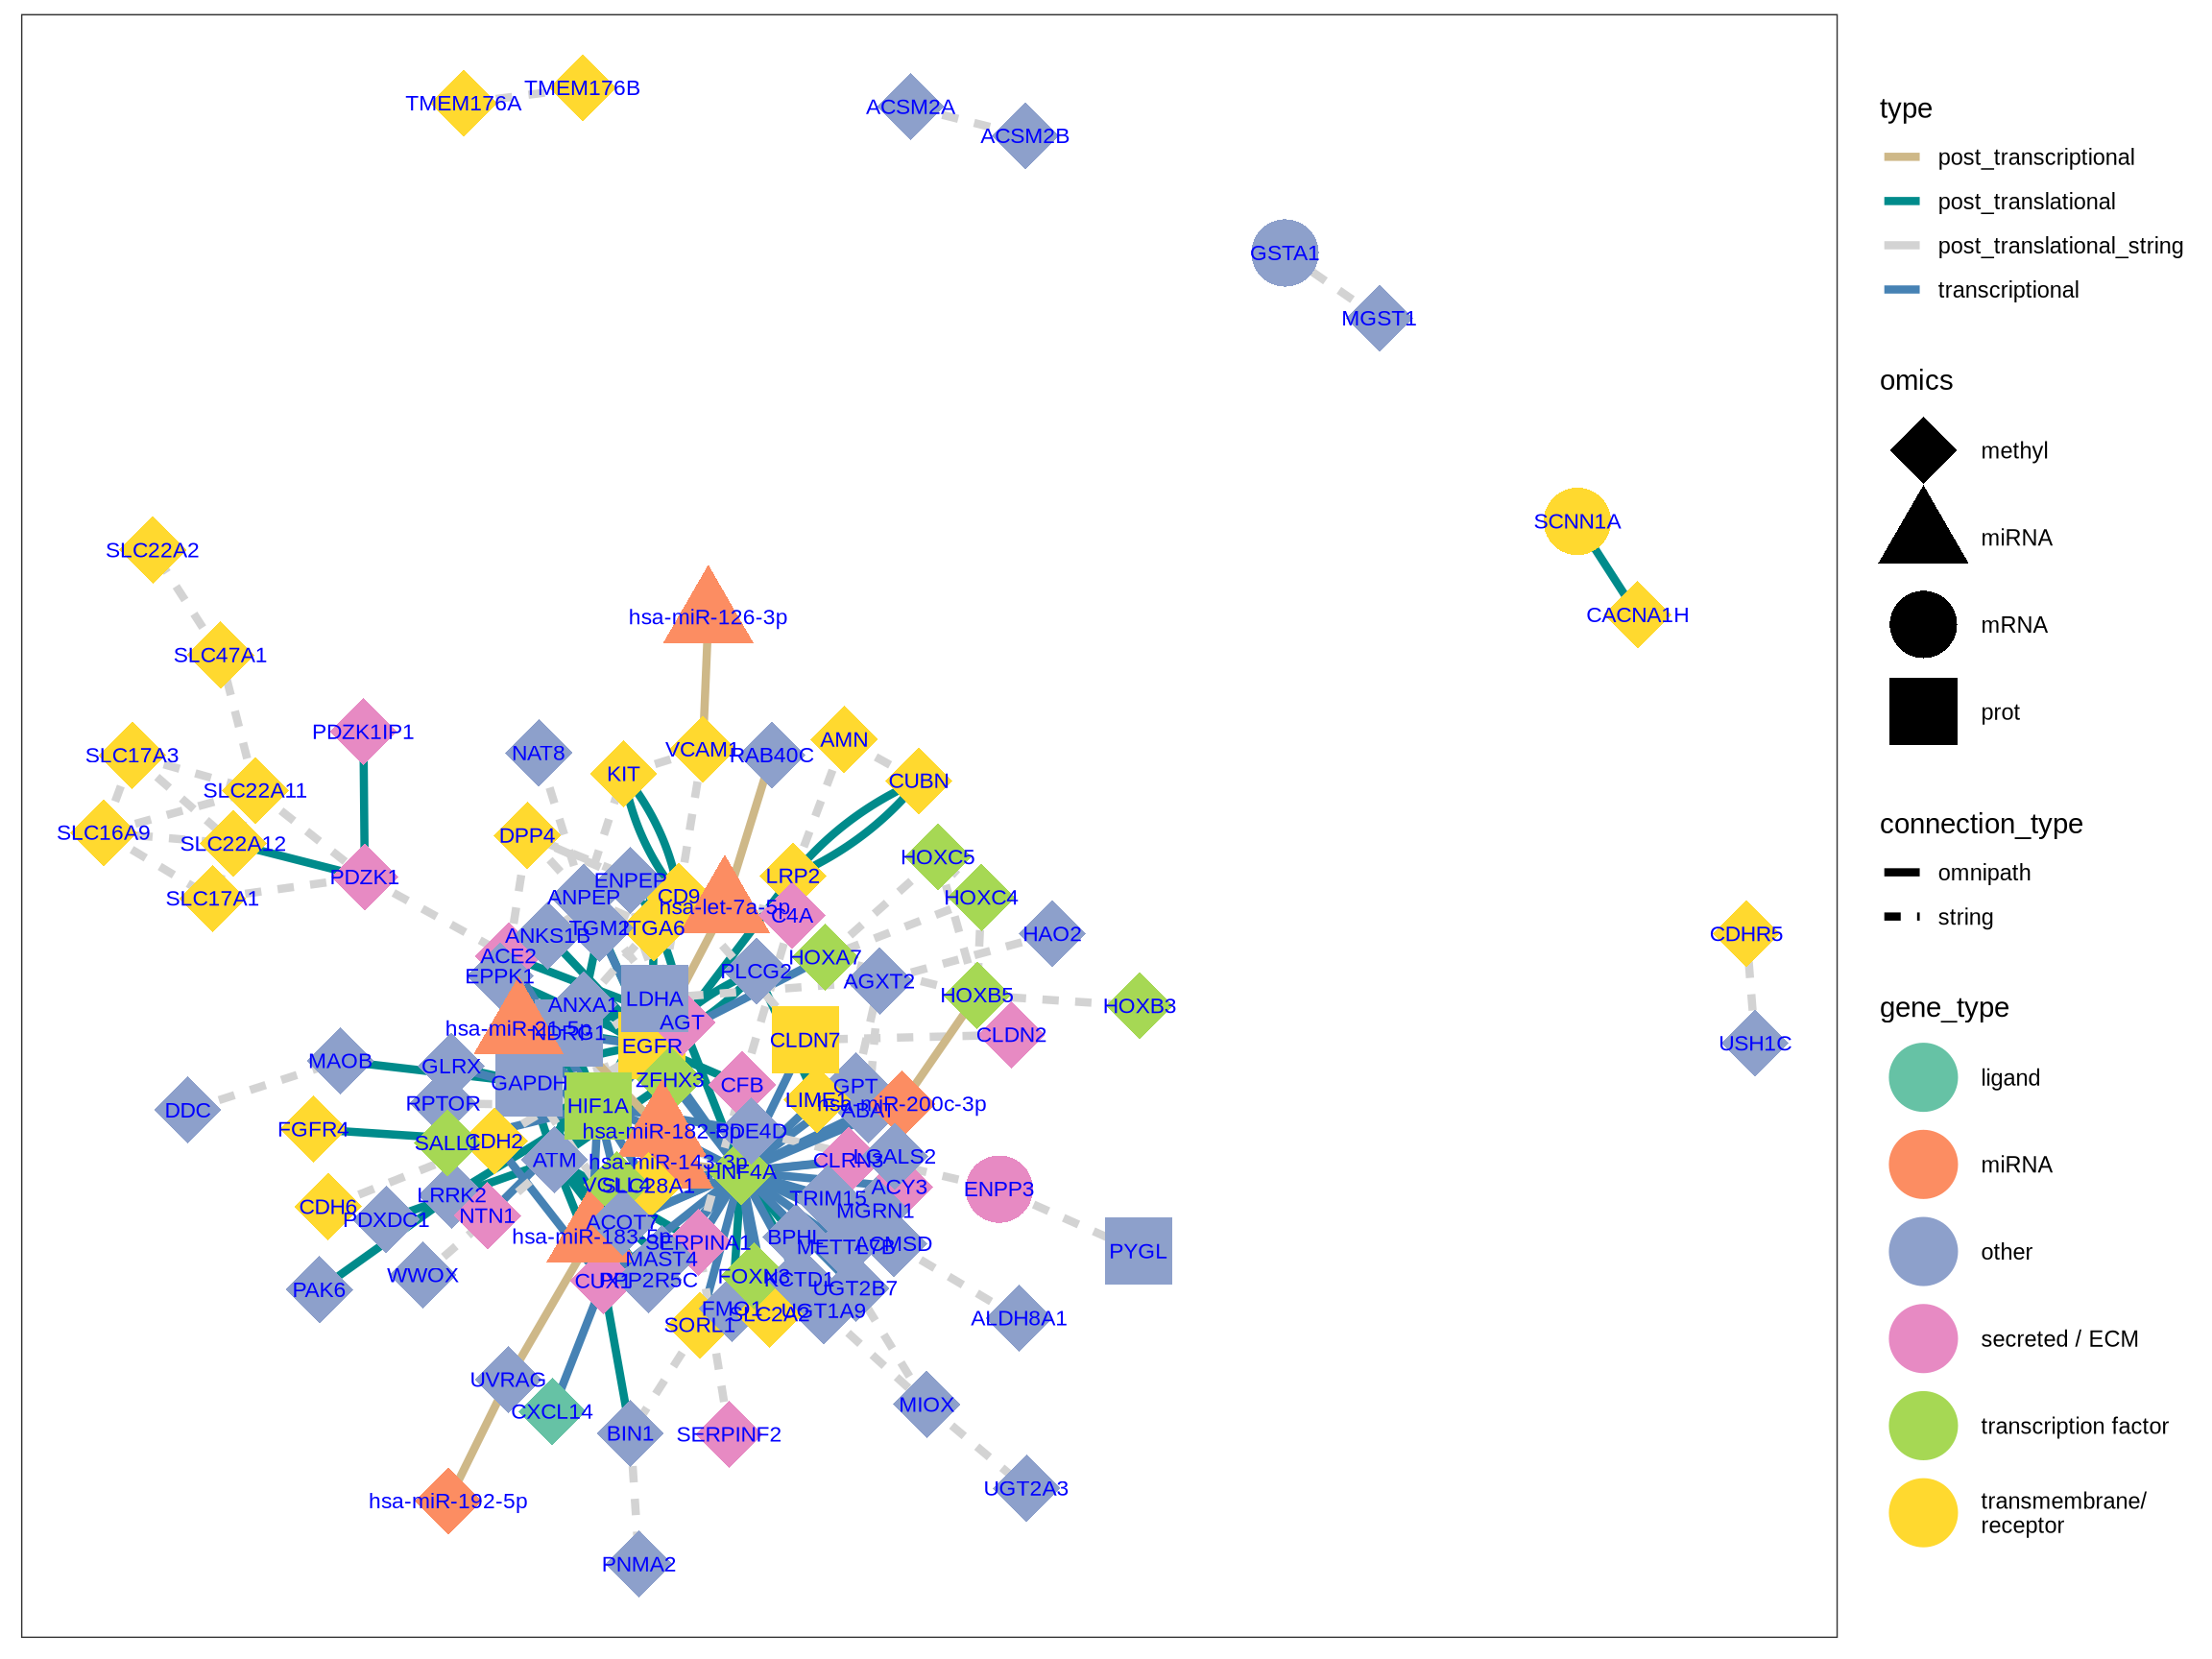 TMEM176A
TMEM176B
ACSM2A
ACSM2B
GSTA1
MGST1
SCNN1A
CACNA1H
SLC22A2
hsa-miR-126-3p
SLC47A1
PDZK1IP1
SLC17A3
NAT8
VCAM1
RAB40C
AMN
KIT
CUBN
SLC22A11
SLC16A9
SLC22A12
DPP4
HOXC5
PDZK1
LRP2
ENPEP
SLC17A1
ANPEP
CD9
HOXC4
hsa-let-7a-5p
C4A
TGM2
ITGA6
ANKS1B
HAO2
CDHR5
ACE2
HOXA7
EPPK1
PLCG2
AGXT2
HOXB5
LDHA
ANXA1
HOXB3
AGT
hsa-miR-21-5p
NDRG1
CLDN2
CLDN7
EGFR
USH1C
MAOB
GLRX
GAPDH
ZFHX3
CFB
GPT
LIME1
RPTOR
HIF1A
DDC
hsa-miR-200c-3p
ABAT
FGFR4
hsa-miR-182-5p
PDE4D
SALL1
CDH2
ATM
hsa-miR-143-3p
CLRN3
LGALS2
HNF4A
VGLL4
SLC28A1
ACY3
ENPP3
LRRK2
TRIM15
CDH6
MGRN1
NTN1
PDXDC1
ACOT7
hsa-miR-183-5p
SERPINA1
BPHL
METTL7B
ACMSD
PYGL
MAST4
WWOX
FOXN3
KCTD1
CUX1
PPP2R5C
UGT2B7
PAK6
FMO1
SLC2A2
UGT1A9
SORL1
ALDH8A1
UVRAG
CXCL14
MIOX
BIN1
SERPINF2
UGT2A3
hsa-miR-192-5p
PNMA2
type
post_transcriptional
post_translational
post_translational_string
transcriptional
omics
methyl
miRNA
mRNA
prot
connection_type
omnipath
string
gene_type
ligand
miRNA
other
secreted / ECM
transcription factor
transmembrane/
receptor